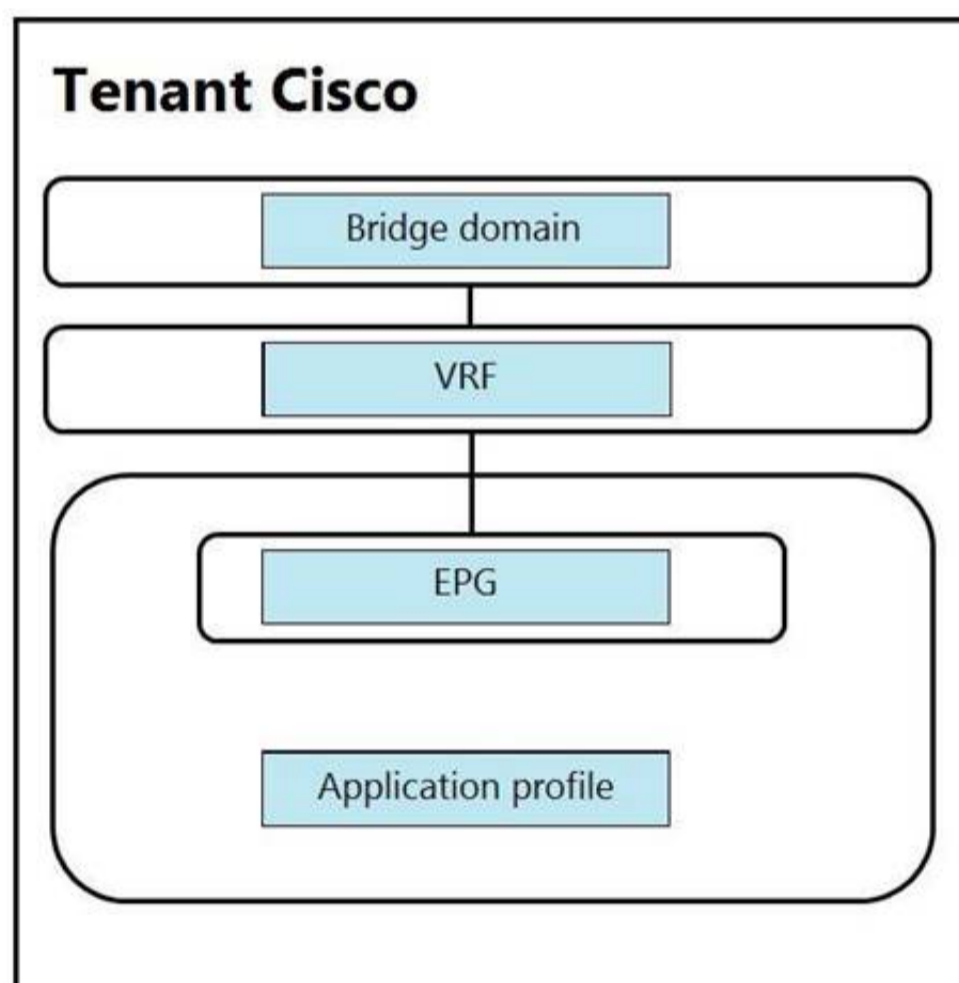 Tenant Cisco
Bridge domain
VRF
EPG
Application profile